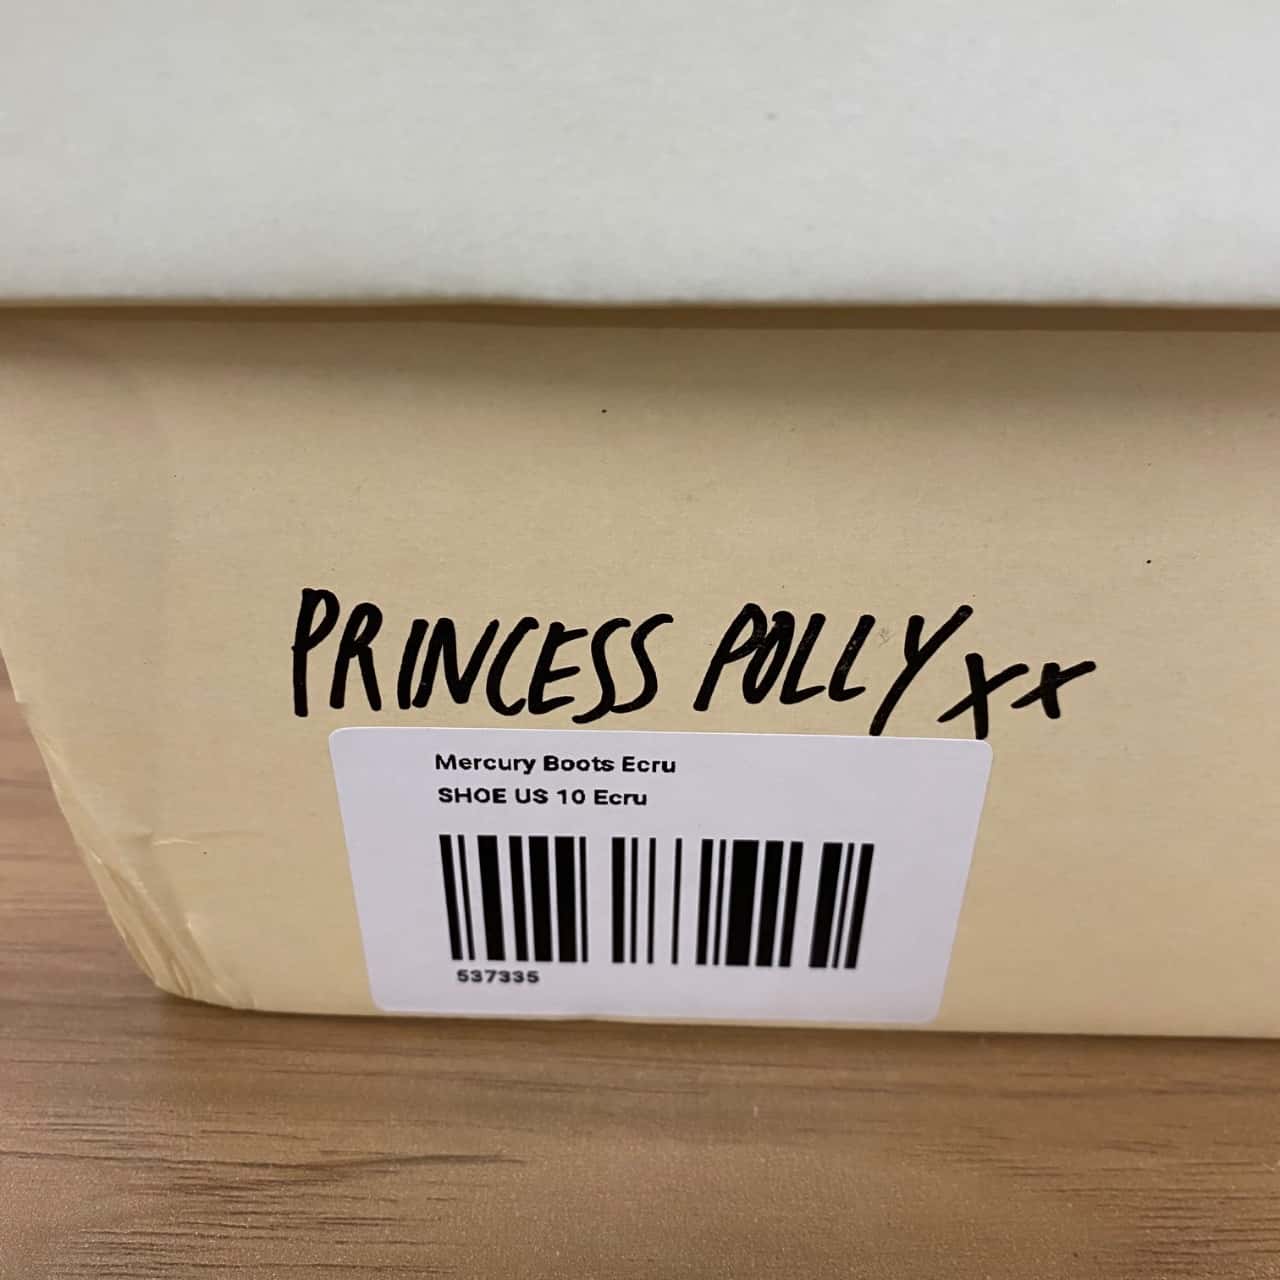 PRINCESS POLLY xx
Mercury Boots Ecru
SHOE US 10 Ecru
537335